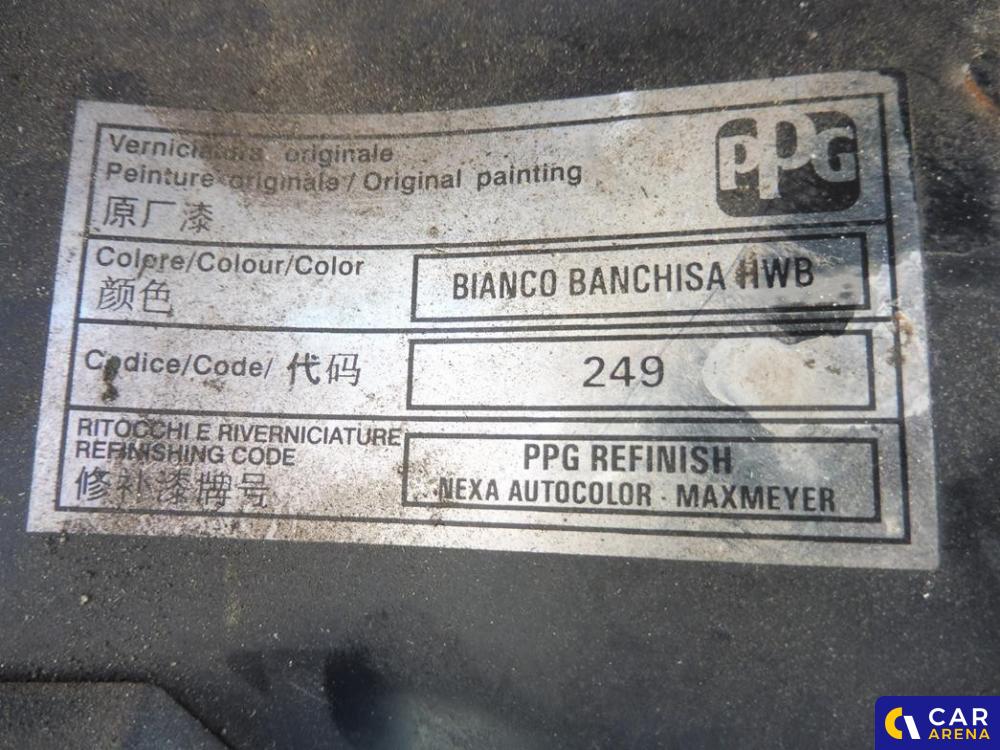 Verniciatura originale
Peinture originale/Original painting
原厂漆
PPG
Colore/Colour/Color
颜色
BIANCO BANCHISA HWB
Codice/Code/代码
249
RITOCCHI E RIVERNICIATURE
REFINISHING CODE
修补漆牌号
PPG REFINISH
NEXA AUTOCOLOR · MAXMEYER
CAR
ARENA